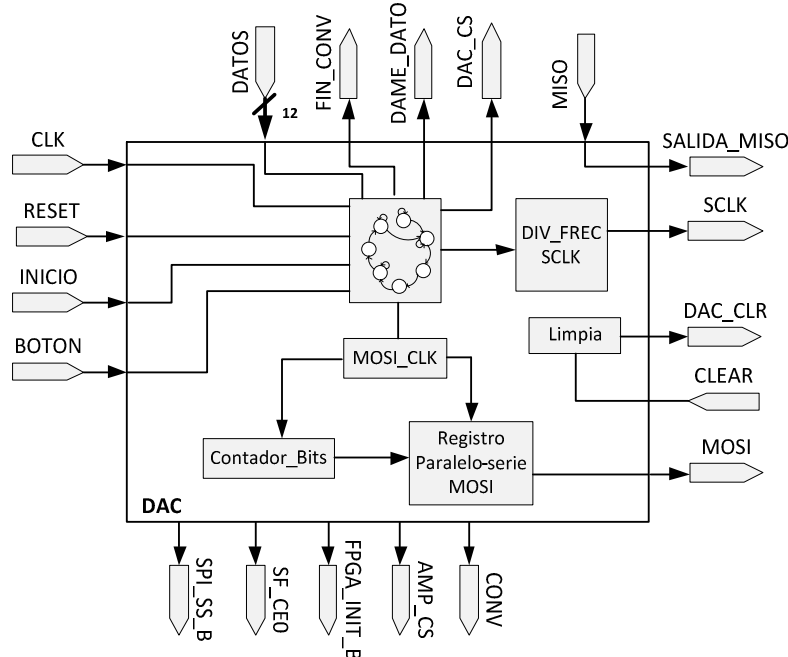 DATOS
12
FIN_CONV
DAME_DATO
DAC_CS
MISO
CLK
SALIDA_MISO
RESET
SCLK
DIV_FREC
SCLK
INICIO
DAC_CLR
Limpia
BOTON
MOSI_CLK
CLEAR
Contador_Bits
Registro
Paralelo-serie
MOSI
MOSI
DAC
SPI_SS_B
SF_CE0
FPGA_INIT_B
AMP_CS
CONV